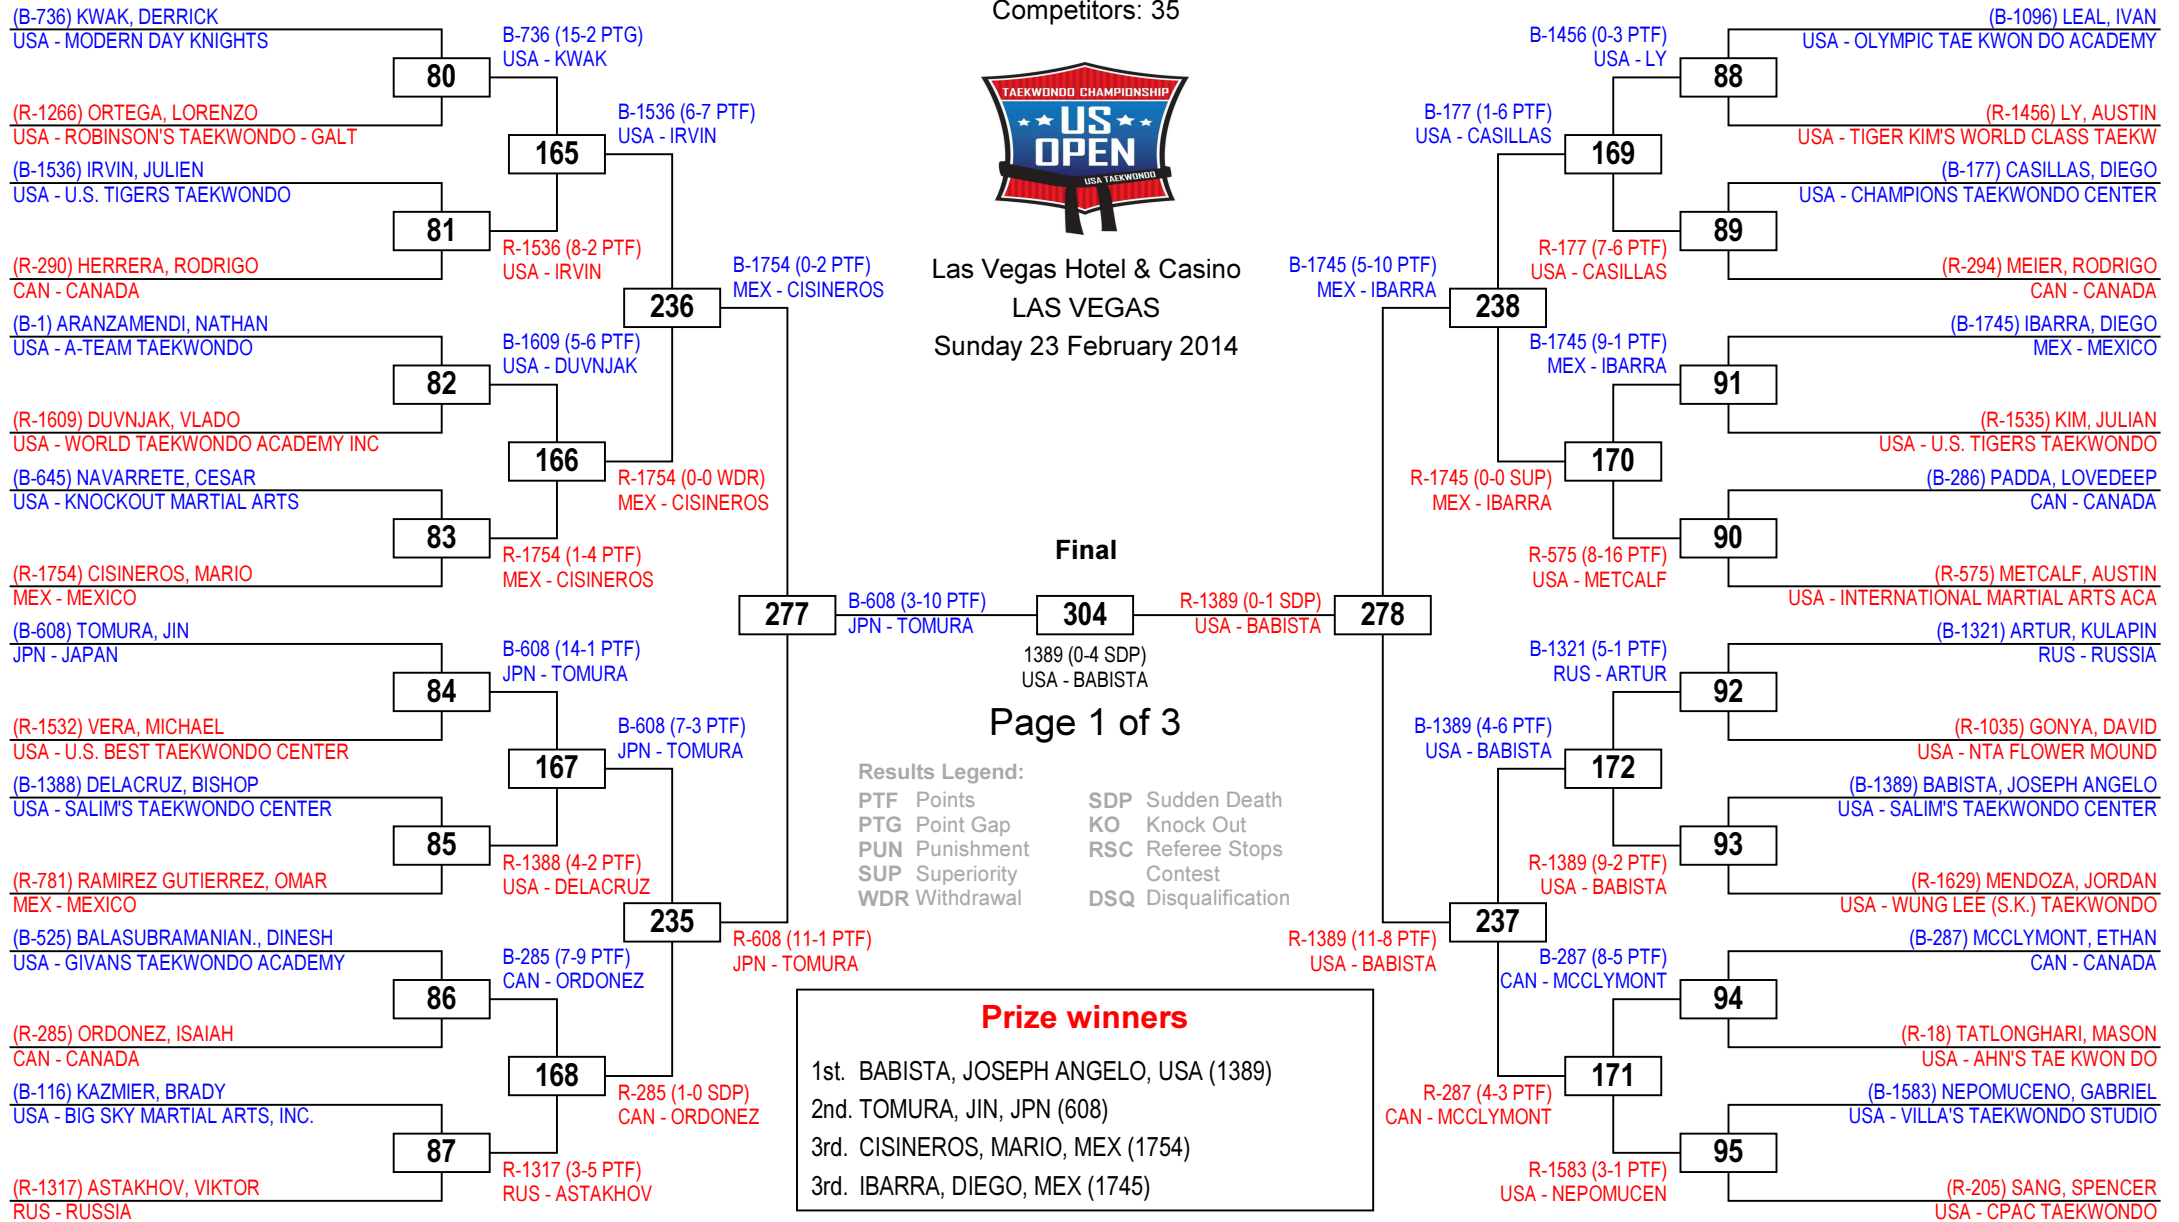 Competitors: 35
(B-736) KWAK, DERRICK
USA - MODERN DAY KNIGHTS
80
(R-1266) ORTEGA, LORENZO
USA - ROBINSON'S TAEKWONDO - GALT
(B-1536) IRVIN, JULIEN
USA - U.S. TIGERS TAEKWONDO
81
(R-290) HERRERA, RODRIGO
CAN - CANADA
(B-1) ARANZAMENDI, NATHAN
USA - A-TEAM TAEKWONDO
82
(R-1609) DUVNJAK, VLADO
USA - WORLD TAEKWONDO ACADEMY INC
(B-645) NAVARRETE, CESAR
USA - KNOCKOUT MARTIAL ARTS
83
(R-1754) CISINEROS, MARIO
MEX - MEXICO
(B-608) TOMURA, JIN
JPN - JAPAN
84
(R-1532) VERA, MICHAEL
USA - U.S. BEST TAEKWONDO CENTER
(B-1388) DELACRUZ, BISHOP
USA - SALIM'S TAEKWONDO CENTER
85
(R-781) RAMIREZ GUTIERREZ, OMAR
MEX - MEXICO
(B-525) BALASUBRAMANIAN., DINESH
USA - GIVANS TAEKWONDO ACADEMY
86
(R-285) ORDONEZ, ISAIAH
CAN - CANADA
(B-116) KAZMIER, BRADY
USA - BIG SKY MARTIAL ARTS, INC.
87
(R-1317) ASTAKHOV, VIKTOR
RUS - RUSSIA
B-736 (15-2 PTG)
USA - KWAK
165
R-1536 (8-2 PTF)
USA - IRVIN
B-1609 (5-6 PTF)
USA - DUVNJAK
166
R-1754 (1-4 PTF)
MEX - CISINEROS
B-608 (14-1 PTF)
JPN - TOMURA
167
R-1388 (4-2 PTF)
USA - DELACRUZ
B-285 (7-9 PTF)
CAN - ORDONEZ
168
R-1317 (3-5 PTF)
RUS - ASTAKHOV
B-1536 (6-7 PTF)
USA - IRVIN
236
R-1754 (0-0 WDR)
MEX - CISINEROS
B-608 (7-3 PTF)
JPN - TOMURA
235
R-285 (1-0 SDP)
CAN - ORDONEZ
B-1754 (0-2 PTF)
MEX - CISINEROS
277
R-608 (11-1 PTF)
JPN - TOMURA
TAEKWONDO CHAMPIONSHIP
US
OPEN
USA TAEKWONDO
Las Vegas Hotel & Casino
LAS VEGAS
Sunday 23 February 2014
Final
B-608 (3-10 PTF)
JPN - TOMURA
304
R-1389 (0-1 SDP)
USA - BABISTA
1389 (0-4 SDP)
USA - BABISTA
Page 1 of 3
Results Legend:
PTF Points
PTG Point Gap
PUN Punishment
SUP Superiority
WDR Withdrawal
SDP Sudden Death
KO Knock Out
RSC Referee Stops
Contest
DSQ Disqualification
Prize winners
1st. BABISTA, JOSEPH ANGELO, USA (1389)
2nd. TOMURA, JIN, JPN (608)
3rd. CISINEROS, MARIO, MEX (1754)
3rd. IBARRA, DIEGO, MEX (1745)
B-1745 (5-10 PTF)
MEX - IBARRA
278
R-1389 (11-8 PTF)
USA - BABISTA
B-177 (1-6 PTF)
USA - CASILLAS
238
R-1745 (0-0 SUP)
MEX - IBARRA
B-1389 (4-6 PTF)
USA - BABISTA
237
R-287 (4-3 PTF)
CAN - MCCLYMONT
B-1456 (0-3 PTF)
USA - LY
169
R-177 (7-6 PTF)
USA - CASILLAS
B-1745 (9-1 PTF)
MEX - IBARRA
170
R-575 (8-16 PTF)
USA - METCALF
B-1321 (5-1 PTF)
RUS - ARTUR
172
R-1389 (9-2 PTF)
USA - BABISTA
B-287 (8-5 PTF)
CAN - MCCLYMONT
171
R-1583 (3-1 PTF)
USA - NEPOMUCEN
(B-1096) LEAL, IVAN
USA - OLYMPIC TAE KWON DO ACADEMY
88
(R-1456) LY, AUSTIN
USA - TIGER KIM'S WORLD CLASS TAEKW
(B-177) CASILLAS, DIEGO
USA - CHAMPIONS TAEKWONDO CENTER
89
(R-294) MEIER, RODRIGO
CAN - CANADA
(B-1745) IBARRA, DIEGO
MEX - MEXICO
91
(R-1535) KIM, JULIAN
USA - U.S. TIGERS TAEKWONDO
(B-286) PADDA, LOVEDEEP
CAN - CANADA
90
(R-575) METCALF, AUSTIN
USA - INTERNATIONAL MARTIAL ARTS ACA
(B-1321) ARTUR, KULAPIN
RUS - RUSSIA
92
(R-1035) GONYA, DAVID
USA - NTA FLOWER MOUND
(B-1389) BABISTA, JOSEPH ANGELO
USA - SALIM'S TAEKWONDO CENTER
93
(R-1629) MENDOZA, JORDAN
USA - WUNG LEE (S.K.) TAEKWONDO
(B-287) MCCLYMONT, ETHAN
CAN - CANADA
94
(R-18) TATLONGHARI, MASON
USA - AHN'S TAE KWON DO
(B-1583) NEPOMUCENO, GABRIEL
USA - VILLA'S TAEKWONDO STUDIO
95
(R-205) SANG, SPENCER
USA - CPAC TAEKWONDO